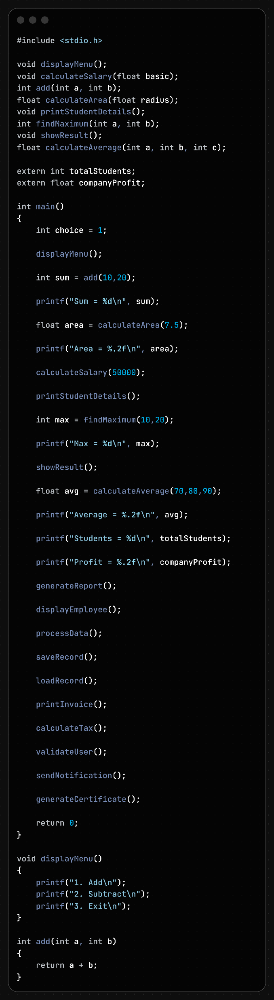 #include <stdio.h>

void displayMenu();
void calculateSalary(float basic);
int add(int a, int b);
float calculateArea(float radius);
void printStudentDetails();
int findMaximum(int a, int b);
void showResult();
float calculateAverage(int a, int b, int c);

extern int totalStudents;
extern float companyProfit;

int main()
{
    int choice = 1;

    displayMenu();

    int sum = add(10,20);

    printf("Sum = %d\n", sum);

    float area = calculateArea(7.5);

    printf("Area = %.2f\n", area);

    calculateSalary(50000);

    printStudentDetails();

    int max = findMaximum(10,20);

    printf("Max = %d\n", max);

    showResult();

    float avg = calculateAverage(70,80,90);

    printf("Average = %.2f\n", avg);

    printf("Students = %d\n", totalStudents);

    printf("Profit = %.2f\n", companyProfit);

    generateReport();

    displayEmployee();

    processData();

    saveRecord();

    loadRecord();

    printInvoice();

    calculateTax();

    validateUser();

    sendNotification();

    generateCertificate();

    return 0;
}

void displayMenu()
{
    printf("1. Add\n");
    printf("2. Subtract\n");
    printf("3. Exit\n");
}

int add(int a, int b)
{
    return a + b;
}